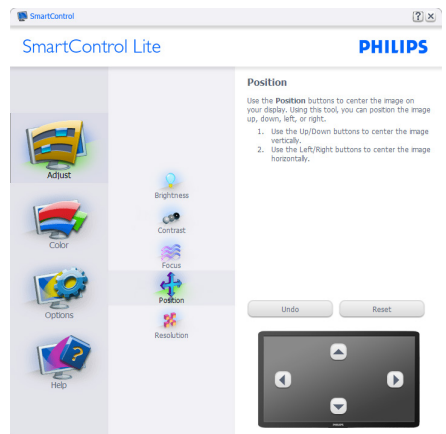 SmartControl
? ×
SmartControl Lite
PHILIPS
Adjust
Color
Options
Help
Brightness
Contrast
Focus
Position
Resolution
Position
Use the Position buttons to center the image on
your display. Using this tool, you can position the image
up, down, left, or right.
1. Use the Up/Down buttons to center the image
vertically.
2. Use the Left/Right buttons to center the image
horizontally.
Undo
Reset
PHILIPS